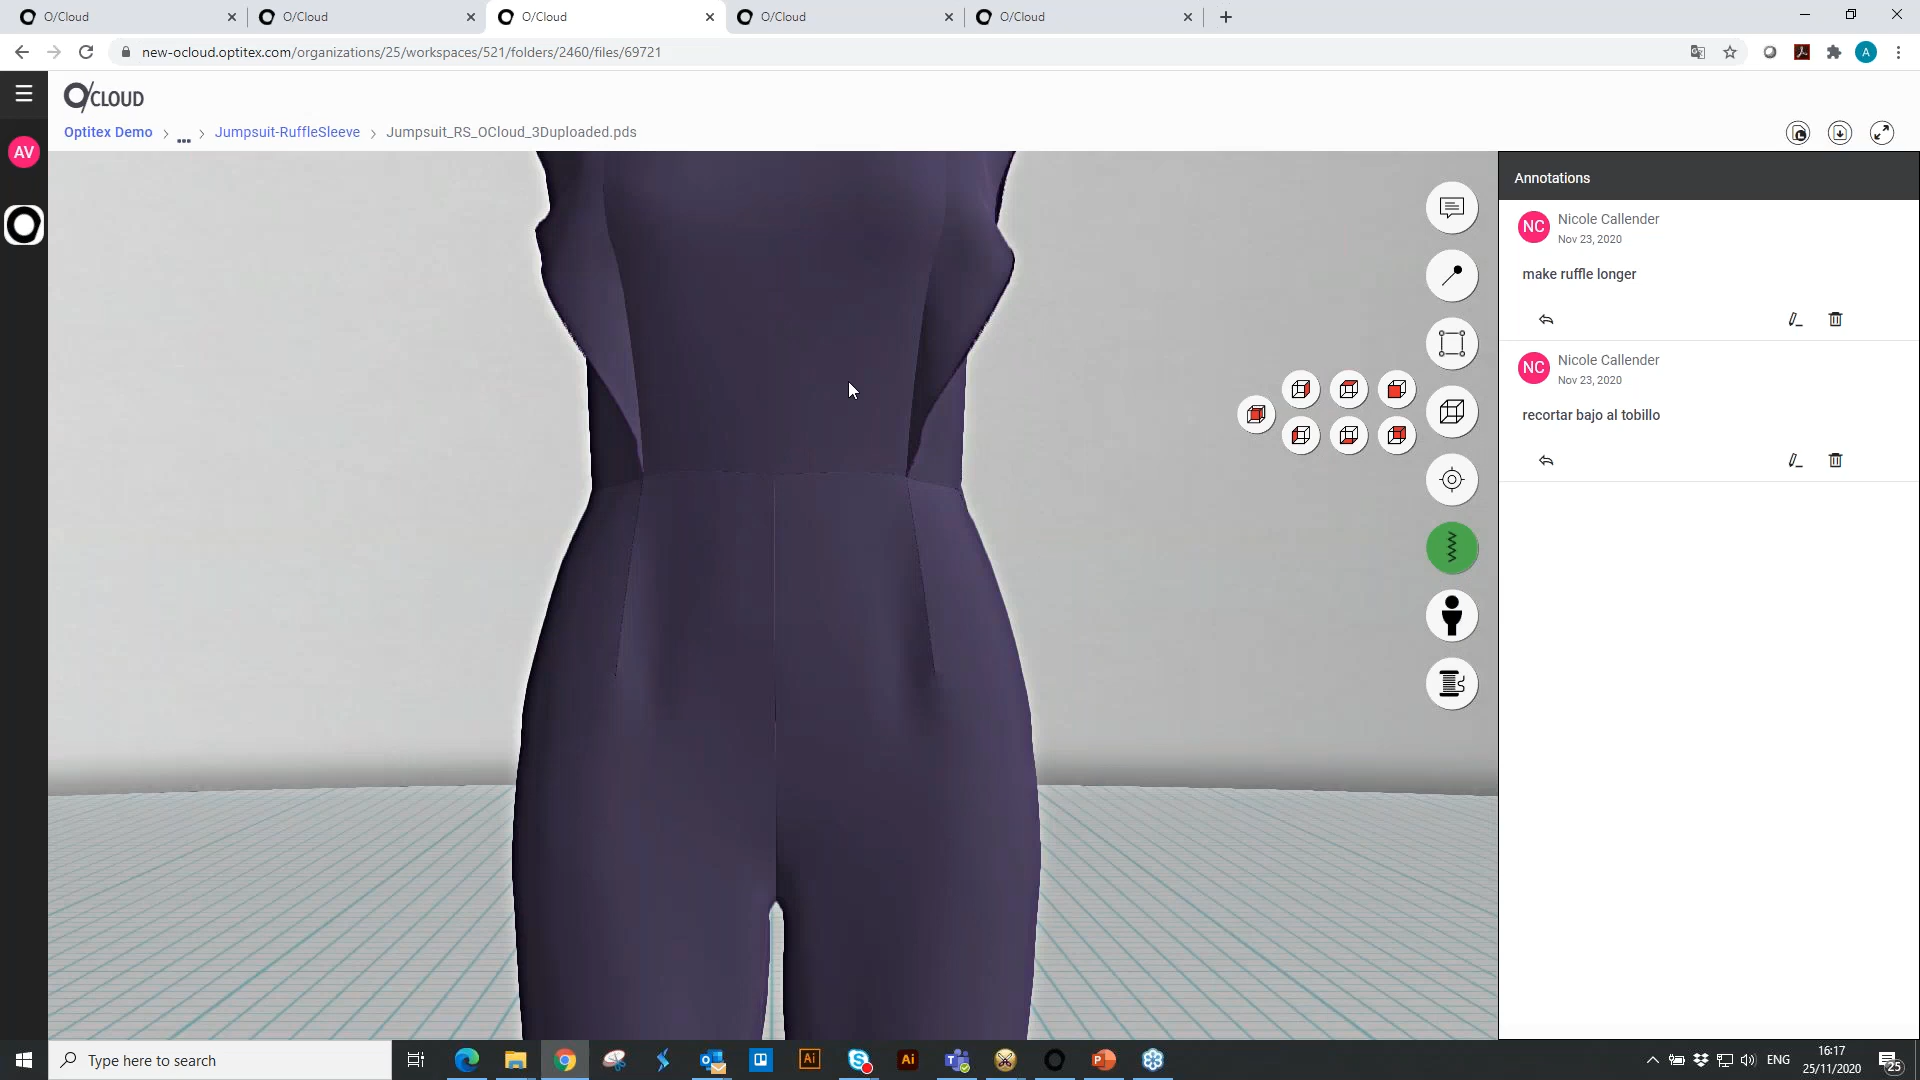 O/Cloud
O/Cloud
O/Cloud
O/Cloud
O/Cloud
new-ocloud.optitex.com/organizations/25/workspaces/521/folders/2460/files/69721
A
O/CLOUD
Optitex Demo > ... > Jumpsuit-RuffleSleeve > Jumpsuit_RS_OCloud_3Duploaded.pds
AV
Annotations
NC
Nicole Callender
Nov 23, 2020
make ruffle longer
NC
Nicole Callender
Nov 23, 2020
recortar bajo al tobillo
Type here to search
Ai
Ai
ENG
16:17
25/11/2020
25